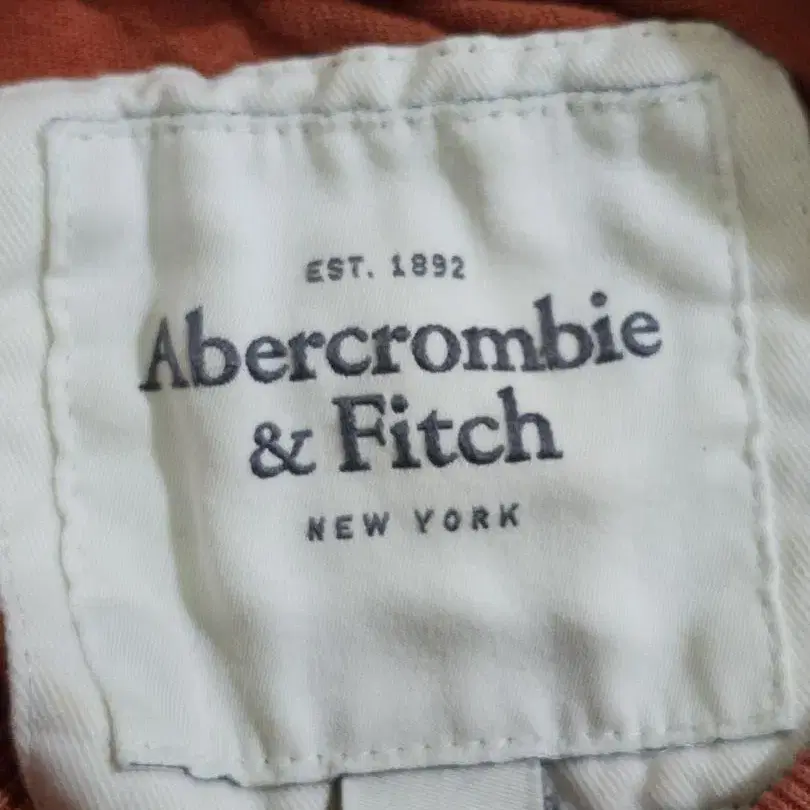 EST. 1892
Abercrombie
& Fitch
NEW YORK